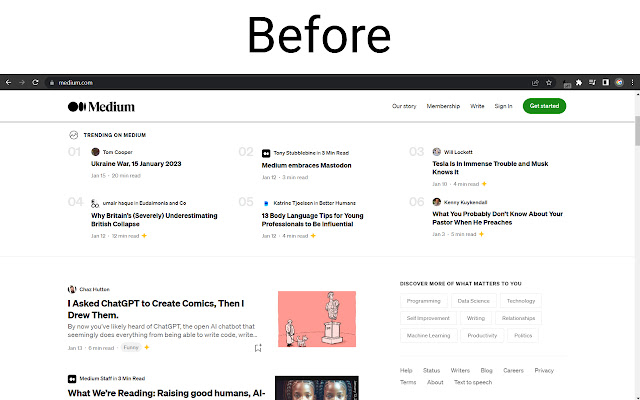 Before
medium.com
Medium
Our story Membership Write Sign In Get started
TRENDING ON MEDIUM
01 Tom Cooper
Ukraine War, 15 January 2023
Jan 15 · 20 min read
02 Tony Stubblebine in 3 Min Read
Medium embraces Mastodon
Jan 12 · 3 min read
03 Will Lockett
Tesla Is In Immense Trouble and Musk
Knows It
Jan 10 · 4 min read
04 umair haque in Eudaimonia and Co
Why Britain's (Severely) Underestimating
British Collapse
Jan 12 · 12 min read
05 Katrine Tjoelsen in Better Humans
13 Body Language Tips for Young
Professionals to Be Influential
Jan 12 · 4 min read
06 Kenny Kuykendall
What You Probably Don't Know About Your
Pastor When He Preaches
Jan 3 · 5 min read
Chaz Hutton
I Asked ChatGPT to Create Comics, Then I
Drew Them.
By now you've likely heard of ChatGPT, the open AI chatbot that
seemingly does everything from being able to write code, write...
Jan 13 · 6 min read · Funny
Medium Staff in 3 Min Read
What We're Reading: Raising good humans, AI-
DISCOVER MORE OF WHAT MATTERS TO YOU
Programming Data Science Technology
Self Improvement Writing Relationships
Machine Learning Productivity Politics
Help Status Writers Blog Careers Privacy
Terms About Text to speech